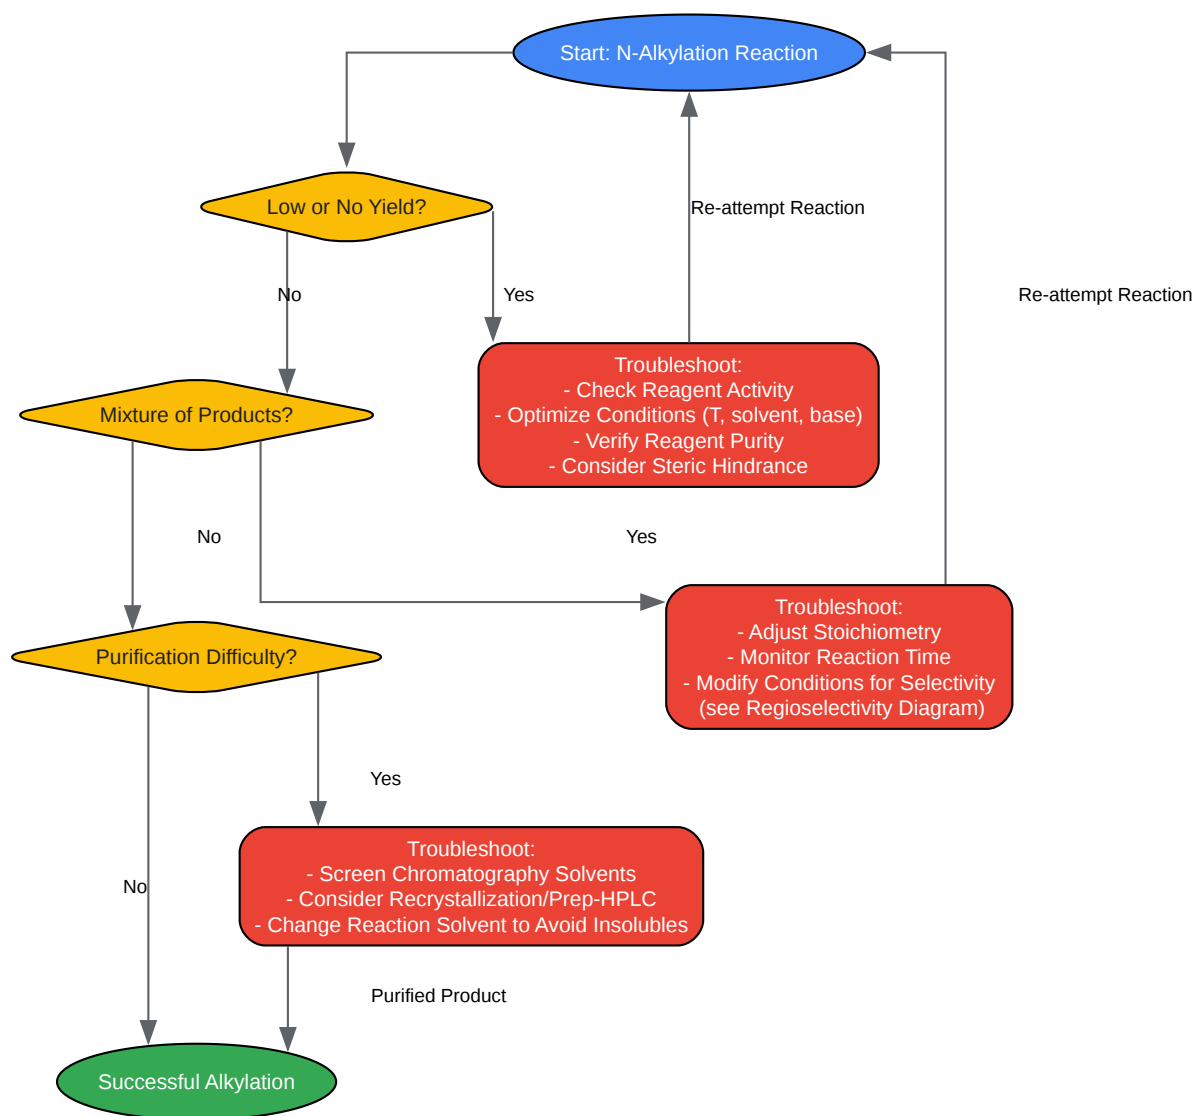 Start: N-Alkylation Reaction
Low or No Yield?
Re-attempt Reaction
No
Yes
Re-attempt Reaction
Troubleshoot:
- Check Reagent Activity
- Optimize Conditions (T, solvent, base)
- Verify Reagent Purity
- Consider Steric Hindrance
Mixture of Products?
No
Yes
Troubleshoot:
- Adjust Stoichiometry
- Monitor Reaction Time
- Modify Conditions for Selectivity
(see Regioselectivity Diagram)
Purification Difficulty?
Yes
Troubleshoot:
- Screen Chromatography Solvents
- Consider Recrystallization/Prep-HPLC
- Change Reaction Solvent to Avoid Insolubles
No
Purified Product
Successful Alkylation